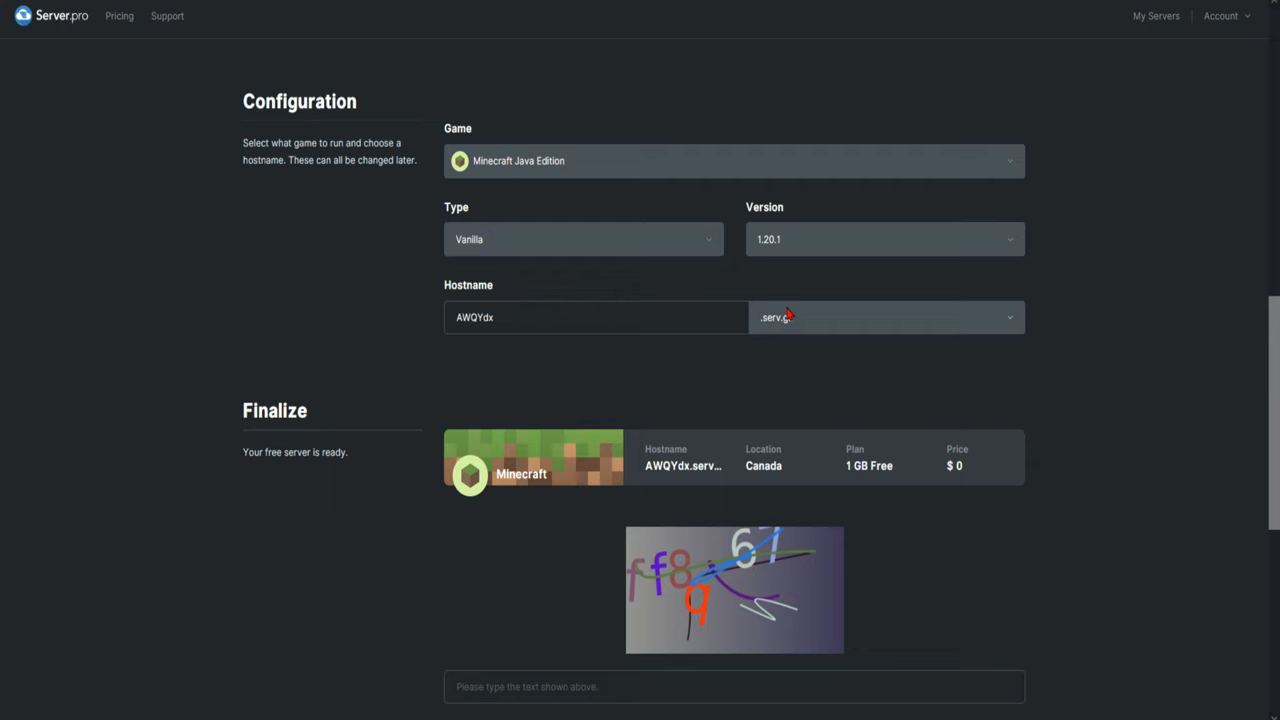 Server.pro Pricing Support My Servers Account
Configuration
Select what game to run and choose a
hostname. These can all be changed later.
Game
Minecraft Java Edition
Type Version
Vanilla 1.20.1
Hostname
AWQYdx
Finalize
Your free server is ready.
Minecraft
Hostname Location Plan Price
AWQYdx.serv... Canada 1 GB Free $ 0
Please type the text shown above.